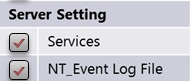 Server Setting
Services
NT_Event Log File